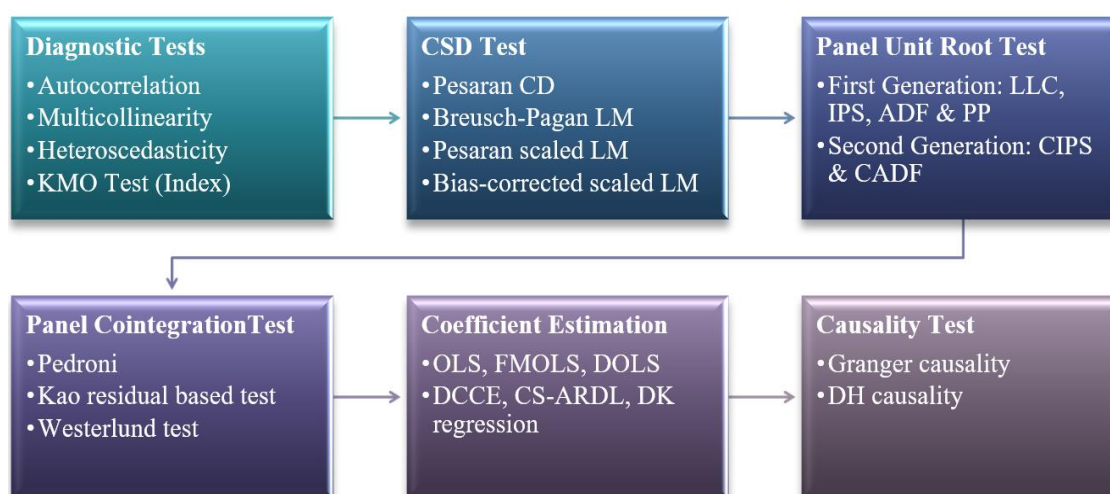 Diagnostic Tests
•Autocorrelation
•Multicollinearity
•Heteroscedasticity
•KMO Test (Index)
CSD Test
•Pesaran CD
•Breusch-Pagan LM
•Pesaran scaled LM
•Bias-corrected scaled LM
Panel Unit Root Test
•First Generation: LLC,
IPS, ADF & PP
•Second Generation: CIPS
& CADF
Panel CointegrationTest
•Pedroni
•Kao residual based test
•Westerlund test
Coefficient Estimation
•OLS, FMOLS, DOLS
•DCCE, CS-ARDL, DK
regression
Causality Test
•Granger causality
•DH causality